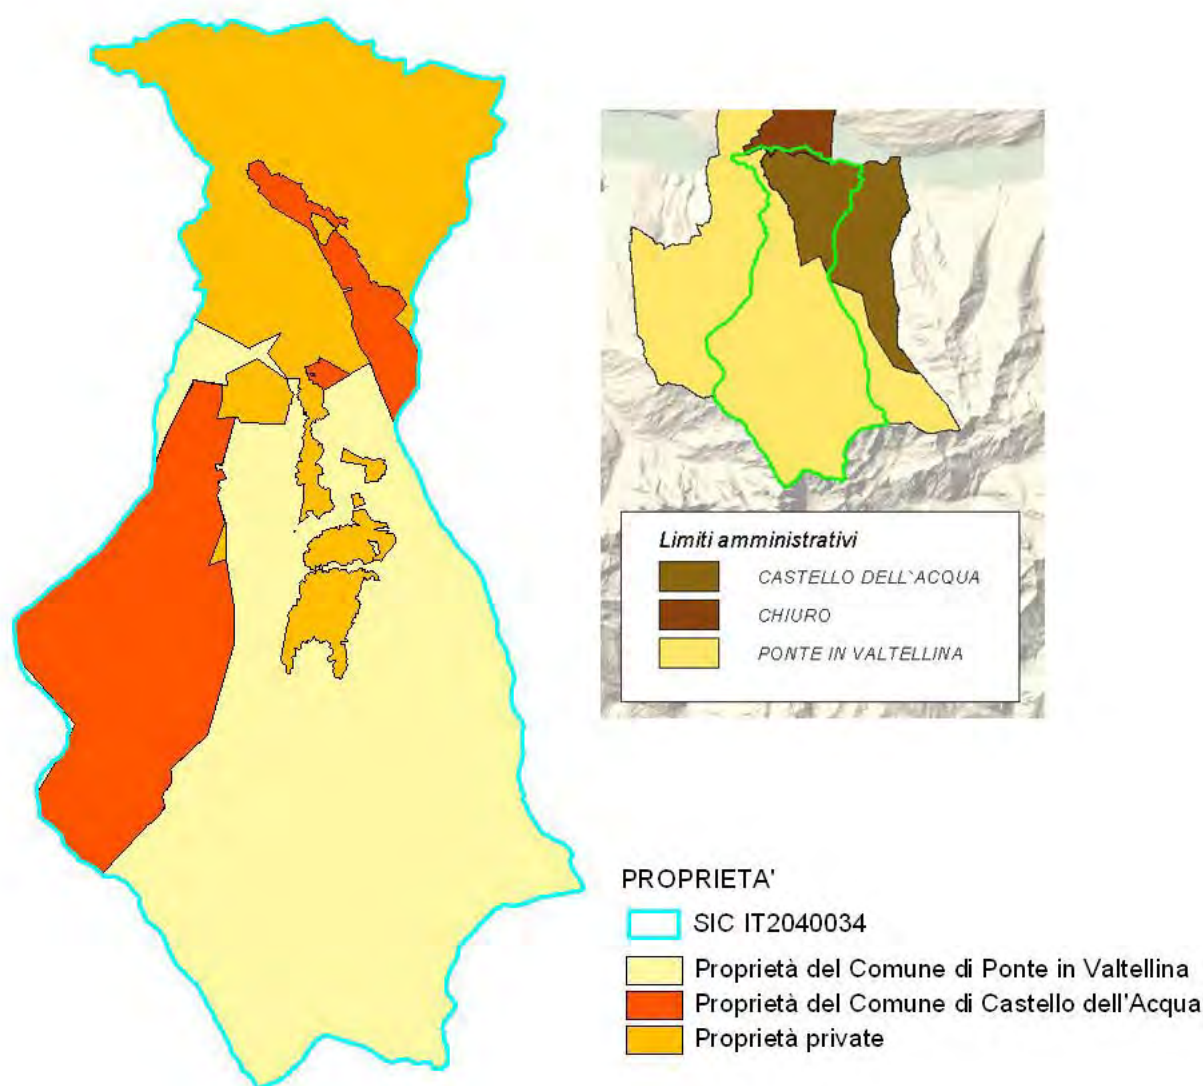 Limiti amministrativi
CASTELLO DELL`ACQUA
CHIURO
PONTE IN VALTELLINA
PROPRIETA'
SIC IT2040034
Proprietà del Comune di Ponte in Valtellina
Proprietà del Comune di Castello dell'Acqua
Proprietà private